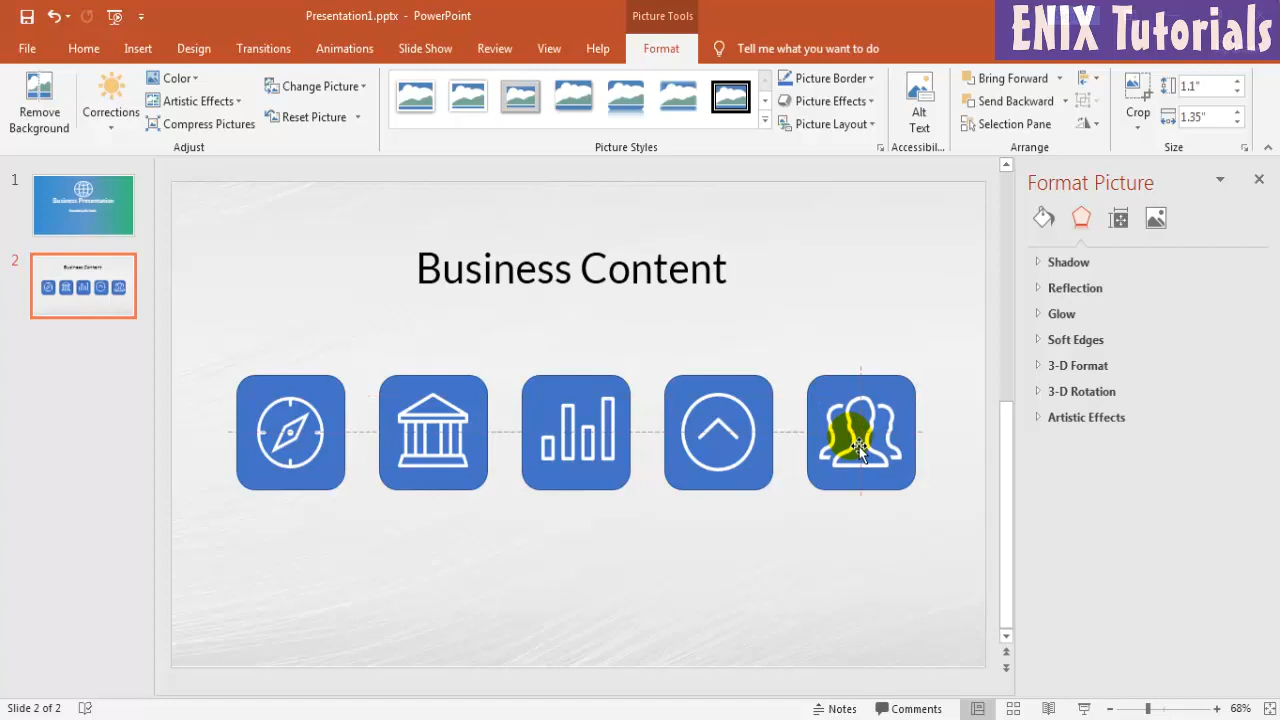 Presentation1.pptx - PowerPoint
Picture Tools
ENIX Tutorials
File Home Insert Design Transitions Animations Slide Show Review View Help Format Tell me what you want to do
Remove Background
Corrections
Color
Artistic Effects
Compress Pictures
Change Picture
Reset Picture
Picture Border
Picture Effects
Picture Layout
Alt Text
Bring Forward
Send Backward
Selection Pane
Crop
1.1"
1.35"
Adjust Picture Styles Accessibil... Arrange Size
1
Business Presentation
2
Business Content
Business Content
Format Picture
Shadow
Reflection
Glow
Soft Edges
3-D Format
3-D Rotation
Artistic Effects
Slide 2 of 2
Notes Comments 68%